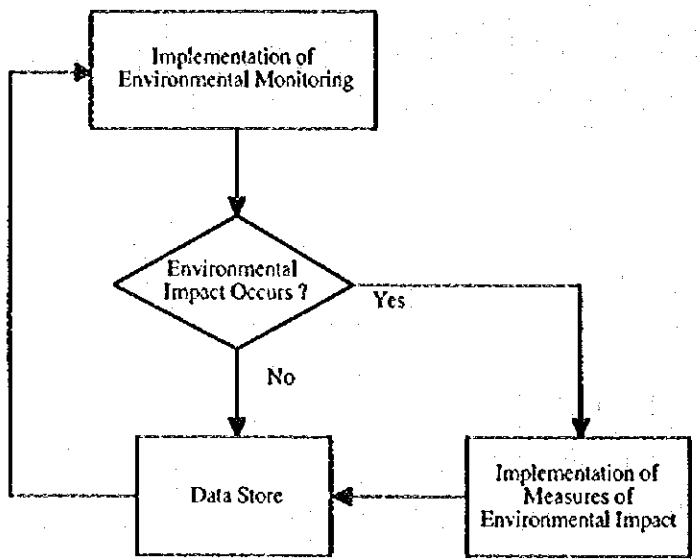 Implementation of
Environmental Monitoring
Environmental
Impact Occurs ?
Yes
No
Data Store
Implementation of
Measures of
Environmental Impact